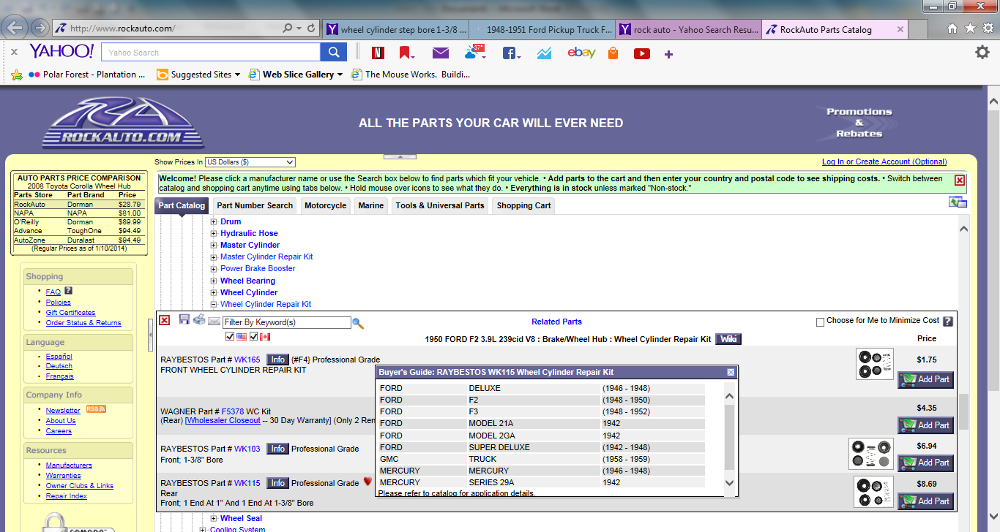 http://www.rockauto.com/
wheel cylinder step bore 1-3/8 ...
1948-1951 Ford Pickup Truck F...
rock auto - Yahoo Search Resu...
RockAuto Parts Catalog
YAHOO!
Yahoo Search
37°
ebay
Polar Forest - Plantation ...
Suggested Sites
Web Slice Gallery
The Mouse Works. Buildi...
RA
ROCKAUTO.COM
ALL THE PARTS YOUR CAR WILL EVER NEED
Promotions
&
Rebates
Show Prices In US Dollars ($)
Log In or Create Account (Optional)
AUTO PARTS PRICE COMPARISON
2008 Toyota Corolla Wheel Hub
Parts Store Part Brand Price
RockAuto Dorman $28.79
NAPA NAPA $81.00
O'Reilly Dorman $89.99
Advance ToughOne $94.49
AutoZone Duralast $94.49
(Regular Prices as of 1/10/2014)
Welcome! Please click a manufacturer name or use the Search box below to find parts which fit your vehicle. • Add parts to the cart and then enter your country and postal code to see shipping costs. • Switch between
catalog and shopping cart anytime using tabs below. • Hold mouse over icons to see what they do. • Everything is in stock unless marked "Non-stock."
Part Catalog Part Number Search Motorcycle Marine Tools & Universal Parts Shopping Cart
Drum
Hydraulic Hose
Master Cylinder
Master Cylinder Repair Kit
Power Brake Booster
Wheel Bearing
Wheel Cylinder
Wheel Cylinder Repair Kit
Shopping
FAQ
Policies
Gift Certificates
Order Status & Returns
Language
Español
Deutsch
Français
Company Info
Newsletter RSS
About Us
Careers
Resources
Manufacturers
Warranties
Owner Clubs & Links
Repair Index
Filter By Keyword(s)
Related Parts
Choose for Me to Minimize Cost ?
1950 FORD F2 3.9L 239cid V8 : Brake/Wheel Hub : Wheel Cylinder Repair Kit Wiki
Price
RAYBESTOS Part # WK165 Info {#F4} Professional Grade
FRONT WHEEL CYLINDER REPAIR KIT
$1.75
Add Part
WAGNER Part # F5378 WC Kit
(Rear) [Wholesaler Closeout -- 30 Day Warranty] (Only 2 Ren
$4.35
Add Part
RAYBESTOS Part # WK103 Info Professional Grade
Front; 1-3/8" Bore
$6.94
Add Part
RAYBESTOS Part # WK115 Info Professional Grade
Rear
Front; 1 End At 1" And 1 End At 1-3/8" Bore
$8.69
Add Part
Buyer's Guide: RAYBESTOS WK115 Wheel Cylinder Repair Kit
FORD DELUXE (1946 - 1948)
FORD F2 (1948 - 1950)
FORD F3 (1948 - 1952)
FORD MODEL 21A 1942
FORD MODEL 2GA 1942
FORD SUPER DELUXE (1942 - 1948)
GMC TRUCK (1958 - 1959)
MERCURY MERCURY (1946 - 1948)
MERCURY SERIES 29A 1942
Please refer to catalog for application details.
Wheel Seal
Cooling System